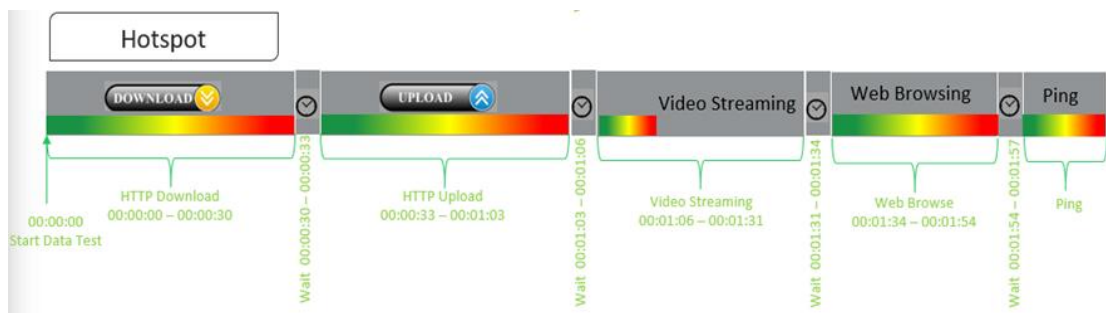 Hotspot
DOWNLOAD
UPLOAD
Video Streaming
Web Browsing
Ping
00:00:00
Start Data Test
HTTP Download
00:00:00 – 00:00:30
Wait 00:00:30 – 00:00:33
HTTP Upload
00:00:33 – 00:01:03
Wait 00:01:03 – 00:01:06
Video Streaming
00:01:06 – 00:01:31
Wait 00:01:31 – 00:01:34
Web Browse
00:01:34 – 00:01:54
Wait 00:01:54 – 00:01:57
Ping